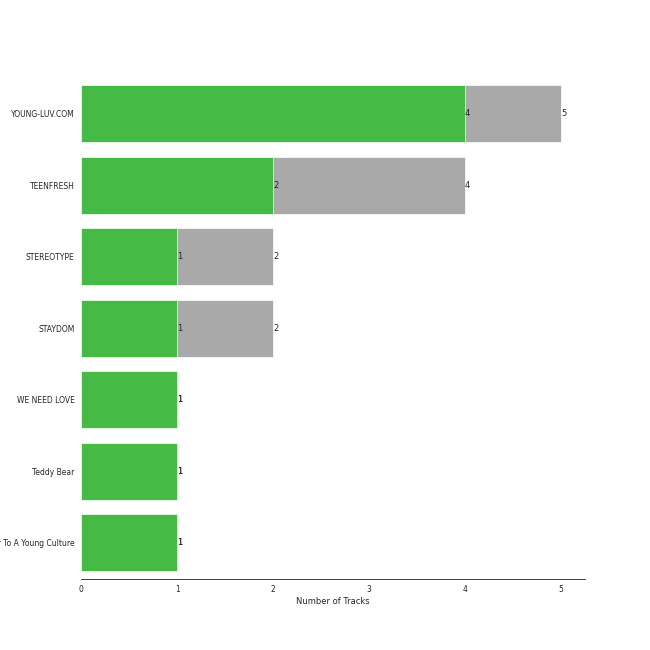 YOUNG-LUV.COM 4 5
TEENFRESH 2 4
STEREOTYPE 1 2
STAYDOM 1 2
WE NEED LOVE 1
Teddy Bear 1
To A Young Culture 1
0 1 2 3 4 5
Number of Tracks